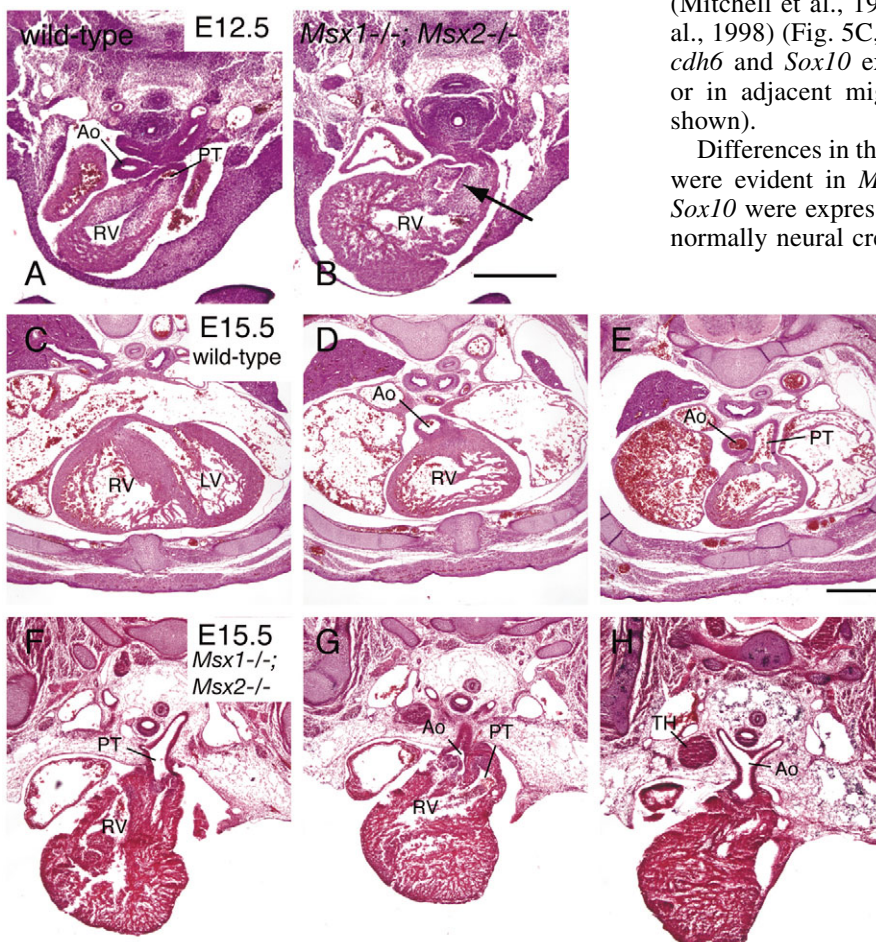 (Mitchell et al., 19
al., 1998) (Fig. 5C,
cdh6 and Sox10 ex
or in adjacent mig
shown).
Differences in th
were evident in M
Sox10 were expres
normally neural cre
wild-type E12.5
Ao
PT
RV
A
Msx1-/-; Msx2-/-
RV
B
C E15.5
wild-type
RV
LV
D
Ao
RV
E
Ao
PT
F E15.5
Msx1-/-;
Msx2-/-
PT
RV
G
Ao
PT
RV
H
TH
Ao